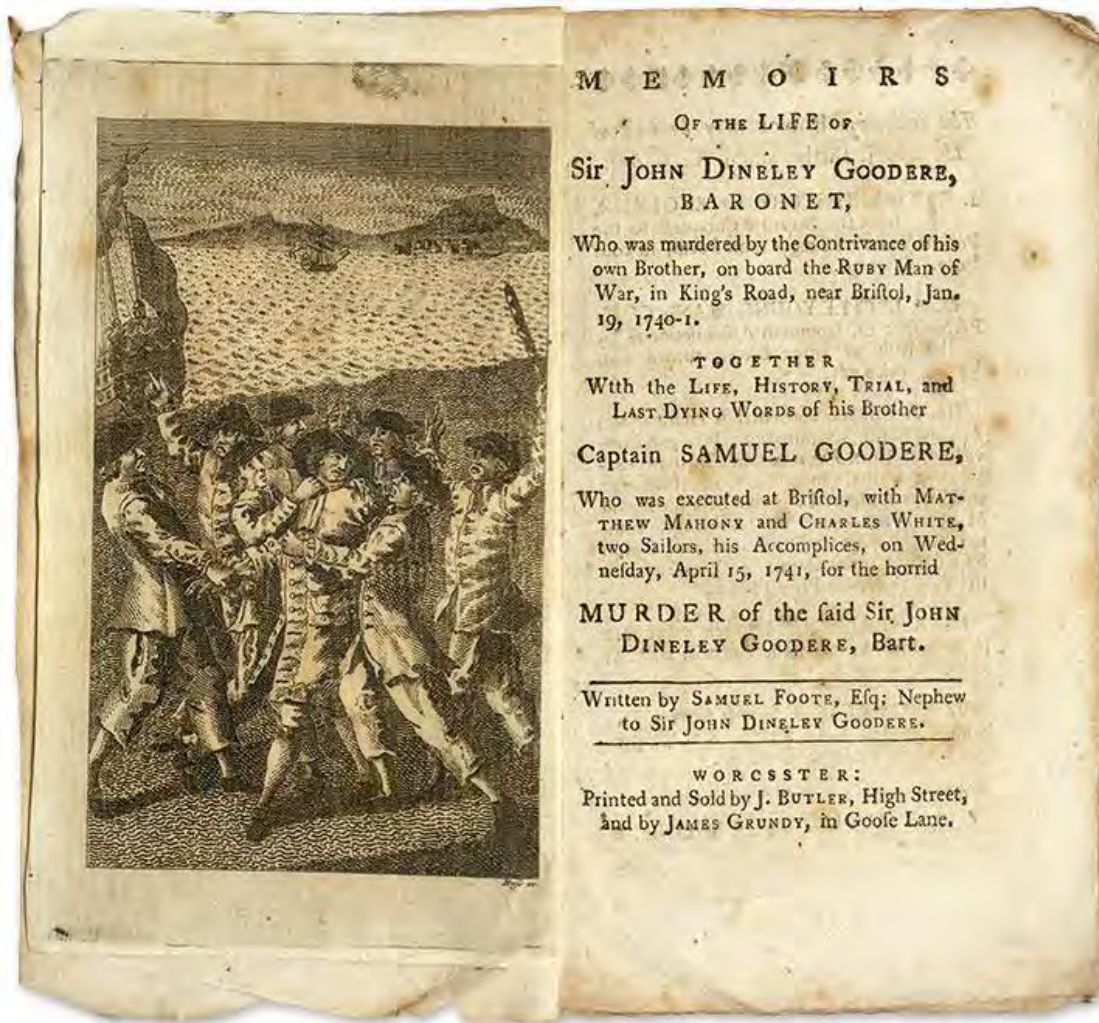 MEMOIRS
OF THE LIFE OF
Sir JOHN DINELEY GOODERE,
BARONET,
Who was murdered by the Contrivance of his
own Brother, on board the RUBY Man of
War, in King's Road, near Briſtol, Jan.
19, 1740-1.
TOGETHER
Wtth the LIFE, HISTORY, TRIAL, and
LAST DYING WORDS of his Brother
Captain SAMUEL GOODERE,
Who was executed at Briſtol, with MAT-
THEW MAHONY and CHARLES WHITE,
two Sailors, his Accomplices, on Wed-
neſday, April 15, 1741, for the horrid
MURDER of the ſaid Sir JOHN
DINELEY GOODERE, Bart.
Written by SAMUEL FOOTE, Eſq; Nephew
to Sir JOHN DINELEY GOODERE.
WORCSSTER:
Printed and Sold by J. BUTLER, High Street,
and by JAMES GRUNDY, in Gooſe Lane.